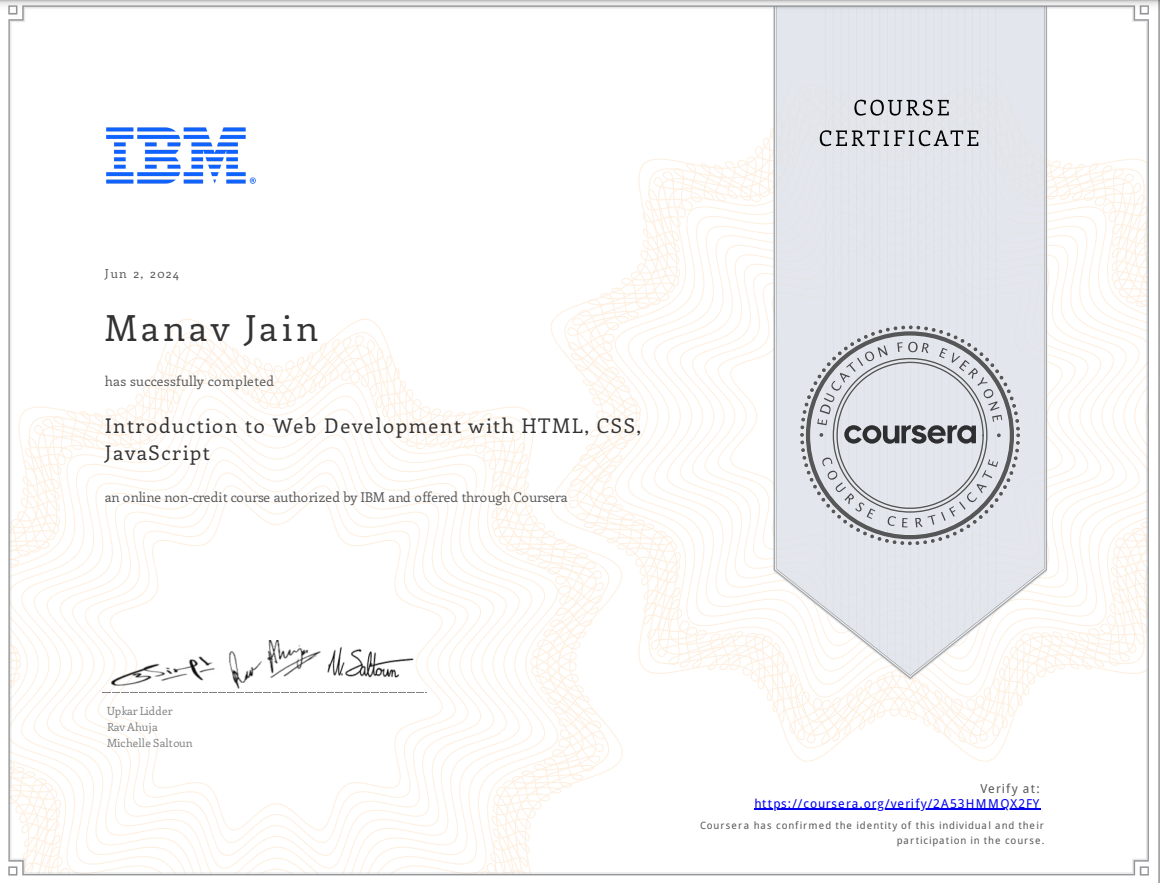 COURSE
CERTIFICATE
IBM®
Jun 2, 2024
Manav Jain
has successfully completed
Introduction to Web Development with HTML, CSS,
JavaScript
an online non-credit course authorized by IBM and offered through Coursera
EDUCATION FOR EVERYONE
coursera
COURSE CERTIFICATE
Rav Ahuja M Saltoun
Upkar Lidder
Rav Ahuja
Michelle Saltoun
Verify at:
https://coursera.org/verify/2A53HMMQX2FY
Coursera has confirmed the identity of this individual and their
participation in the course.